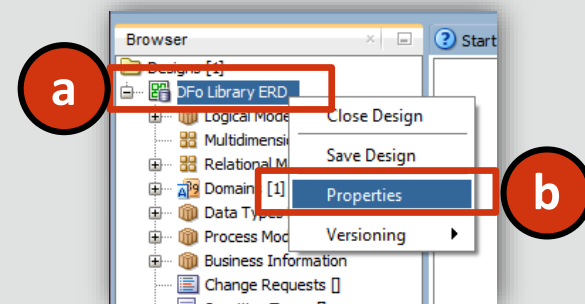 Browser
Start
Designs [1]
a
DFo Library ERD
Logical Mode
Close Design
Multidimensi
Save Design
Relational M
Domain [1]
Properties
b
Data Types
Process Mod
Versioning
Business Information
Change Requests []